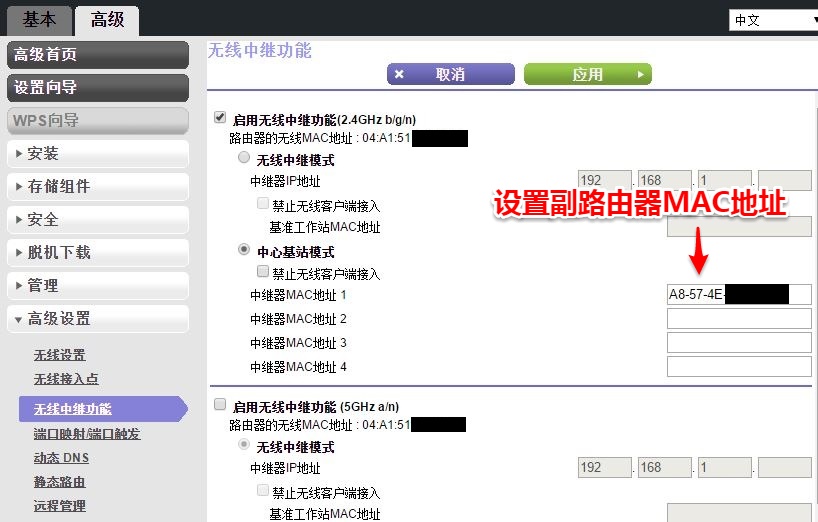 基本
高级
中文
高级首页
设置向导
WPS向导
安装
存储组件
安全
脱机下载
管理
高级设置
无线设置
无线接入点
无线中继功能
端口映射/端口触发
动态 DNS
静态路由
远程管理
无线中继功能
取消
应用
启用无线中继功能(2.4GHz b/g/n)
路由器的无线MAC地址 : 04:A1:51
无线中继模式
中继器IP地址 192 . 168 . 1 .
设置副路由器MAC地址
禁止无线客户端接入
基准工作站MAC地址
中心基站模式
禁止无线客户端接入
中继器MAC地址 1 A8-57-4E-
中继器MAC地址 2
中继器MAC地址 3
中继器MAC地址 4
启用无线中继功能 (5GHz a/n)
路由器的无线MAC地址 : 04:A1:51
无线中继模式
中继器IP地址 192 . 168 . 1 .
禁止无线客户端接入
基准工作站MAC地址